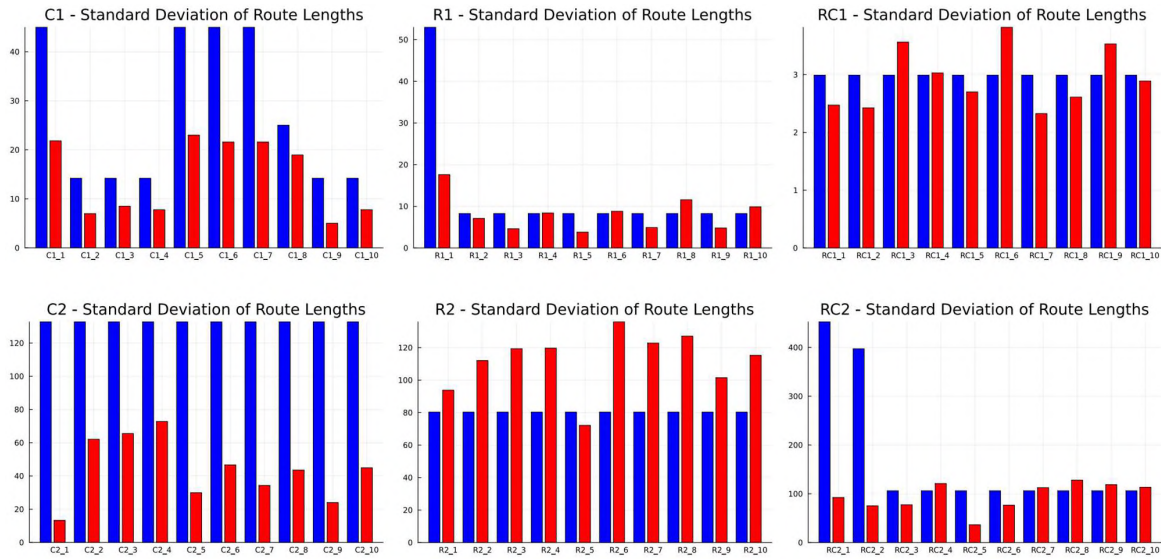 C1 - Standard Deviation of Route Lengths
40
30
20
10
0
C1_1 C1_2 C1_3 C1_4 C1_5 C1_6 C1_7 C1_8 C1_9 C1_10
R1 - Standard Deviation of Route Lengths
50
40
30
20
10
0
R1_1 R1_2 R1_3 R1_4 R1_5 R1_6 R1_7 R1_8 R1_9 R1_10
RC1 - Standard Deviation of Route Lengths
3
2
1
0
RC1_1 RC1_2 RC1_3 RC1_4 RC1_5 RC1_6 RC1_7 RC1_8 RC1_9 RC1_10
C2 - Standard Deviation of Route Lengths
120
100
80
60
40
20
0
C2_1 C2_2 C2_3 C2_4 C2_5 C2_6 C2_7 C2_8 C2_9 C2_10
R2 - Standard Deviation of Route Lengths
120
100
80
60
40
20
0
R2_1 R2_2 R2_3 R2_4 R2_5 R2_6 R2_7 R2_8 R2_9 R2_10
RC2 - Standard Deviation of Route Lengths
400
300
200
100
0
RC2_1 RC2_2 RC2_3 RC2_4 RC2_5 RC2_6 RC2_7 RC2_8 RC2_9 RC2_10